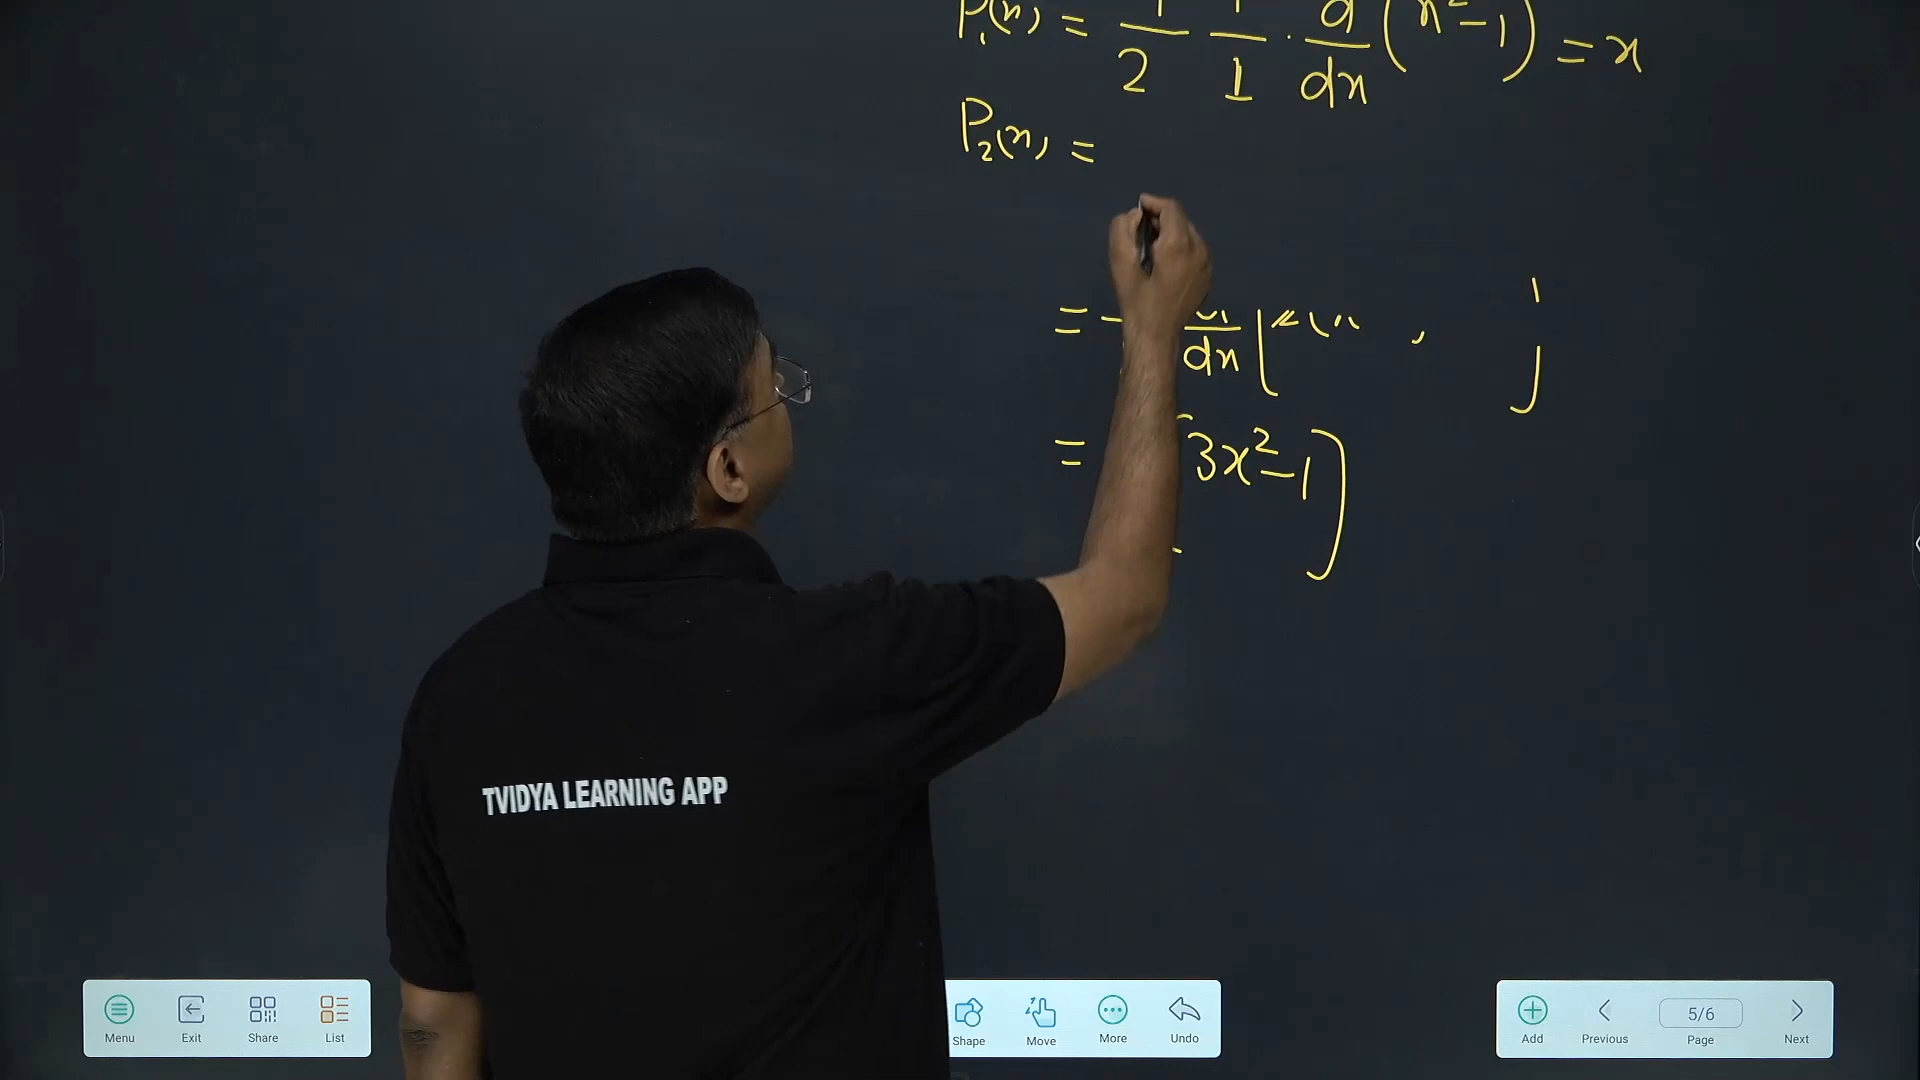 P₁(x) = 1/2 1/1 · d/dx (x²-1) = x
P₂(x) =
= d/dx
= 3x²-1
TVIDYA LEARNING APP
Menu Exit Share List Shape Move More Undo Add Previous 5/6 Page Next